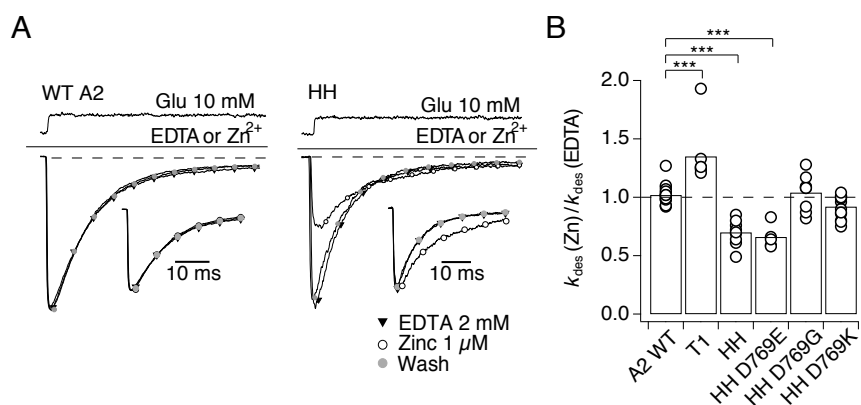 A
WT A2
Glu 10 mM
EDTA or Zn2+
10 ms
HH
Glu 10 mM
EDTA or Zn2+
10 ms
EDTA 2 mM
Zinc 1 µM
Wash
B
***
***
***
2.0
1.5
1.0
0.5
0.0
kdes (Zn) / kdes (EDTA)
A2 WT
T1
HH
HH D769E
HH D769G
HH D769K